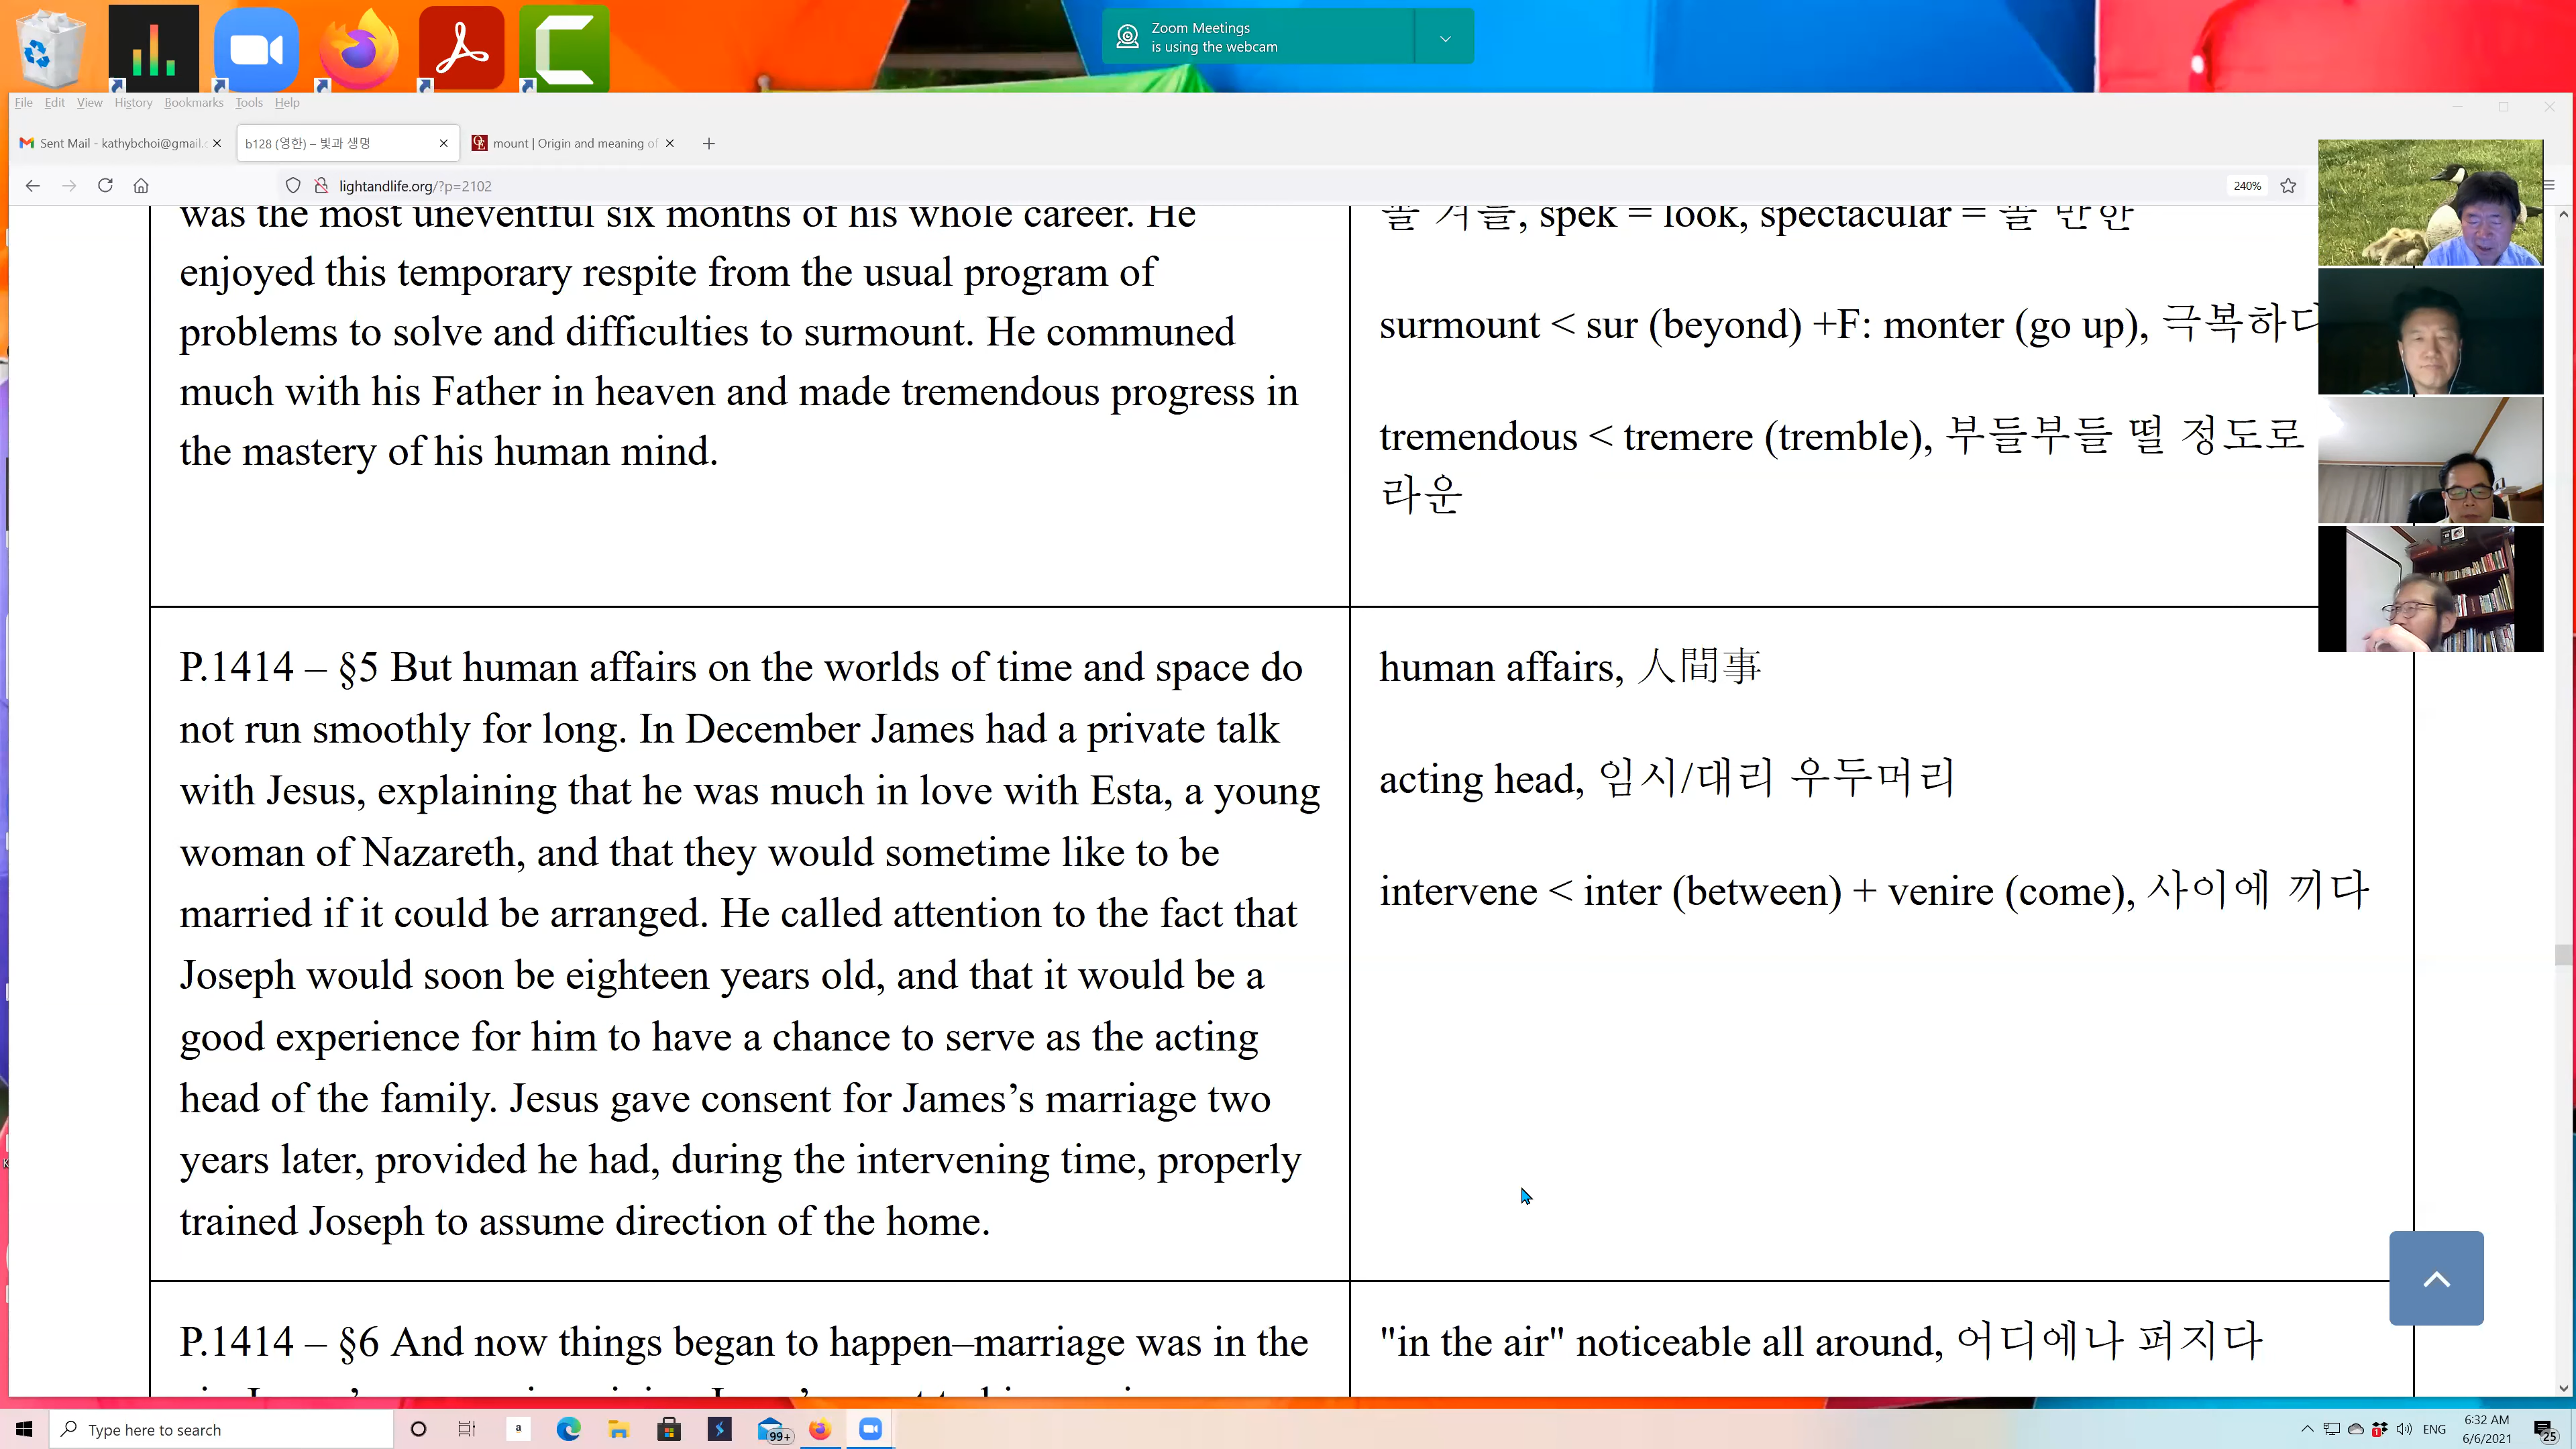 Zoom Meetings
is using the webcam
File Edit View History Bookmarks Tools Help
Sent Mail - kathybchoi@gmail.c
b128 (영한) – 빛과 생명
mount | Origin and meaning of
lightandlife.org/?p=2102
240%
was the most uneventful six months of his whole career. He
enjoyed this temporary respite from the usual program of
problems to solve and difficulties to surmount. He communed
much with his Father in heaven and made tremendous progress in
the mastery of his human mind.
볼 거들, spek = look, spectacular = 볼 만한
surmount < sur (beyond) +F: monter (go up), 극복하다
tremendous < tremere (tremble), 부들부들 떨 정도로
라운
P.1414 – §5 But human affairs on the worlds of time and space do
not run smoothly for long. In December James had a private talk
with Jesus, explaining that he was much in love with Esta, a young
woman of Nazareth, and that they would sometime like to be
married if it could be arranged. He called attention to the fact that
Joseph would soon be eighteen years old, and that it would be a
good experience for him to have a chance to serve as the acting
head of the family. Jesus gave consent for James’s marriage two
years later, provided he had, during the intervening time, properly
trained Joseph to assume direction of the home.
human affairs, 人間事
acting head, 임시/대리 우두머리
intervene < inter (between) + venire (come), 사이에 끼다
P.1414 – §6 And now things began to happen–marriage was in the
"in the air" noticeable all around, 어디에나 퍼지다
Type here to search
a
99+
1
ENG
6:32 AM
6/6/2021
25